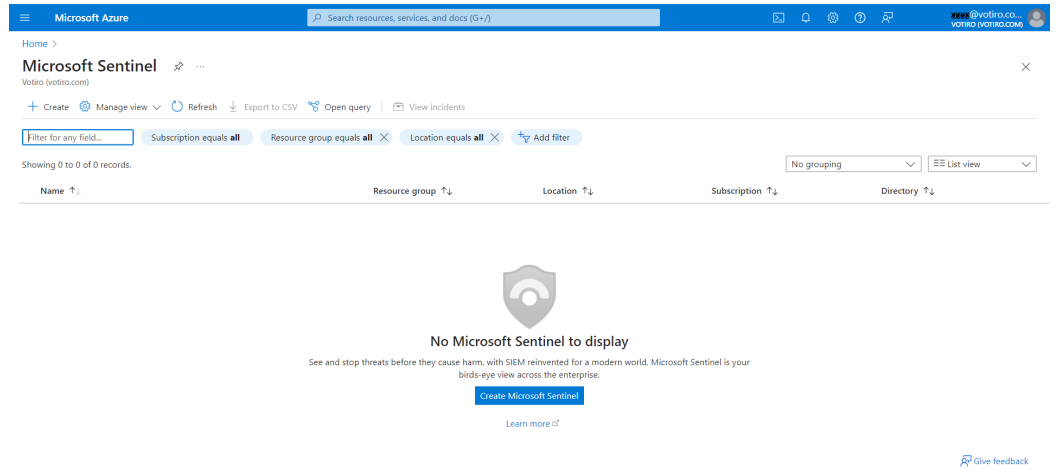 Microsoft Azure
Search resources, services, and docs (G+/)
@votiro.co...
VOTIRO (VOTIRO.COM)
Home >
Microsoft Sentinel ...
Votiro (votiro.com)
Create Manage view Refresh Export to CSV Open query View incidents
Filter for any field... Subscription equals all Resource group equals all Location equals all Add filter
Showing 0 to 0 of 0 records.
No grouping List view
Name Resource group Location Subscription Directory
No Microsoft Sentinel to display
See and stop threats before they cause harm, with SIEM reinvented for a modern world. Microsoft Sentinel is your
birds-eye view across the enterprise.
Create Microsoft Sentinel
Learn more
Give feedback